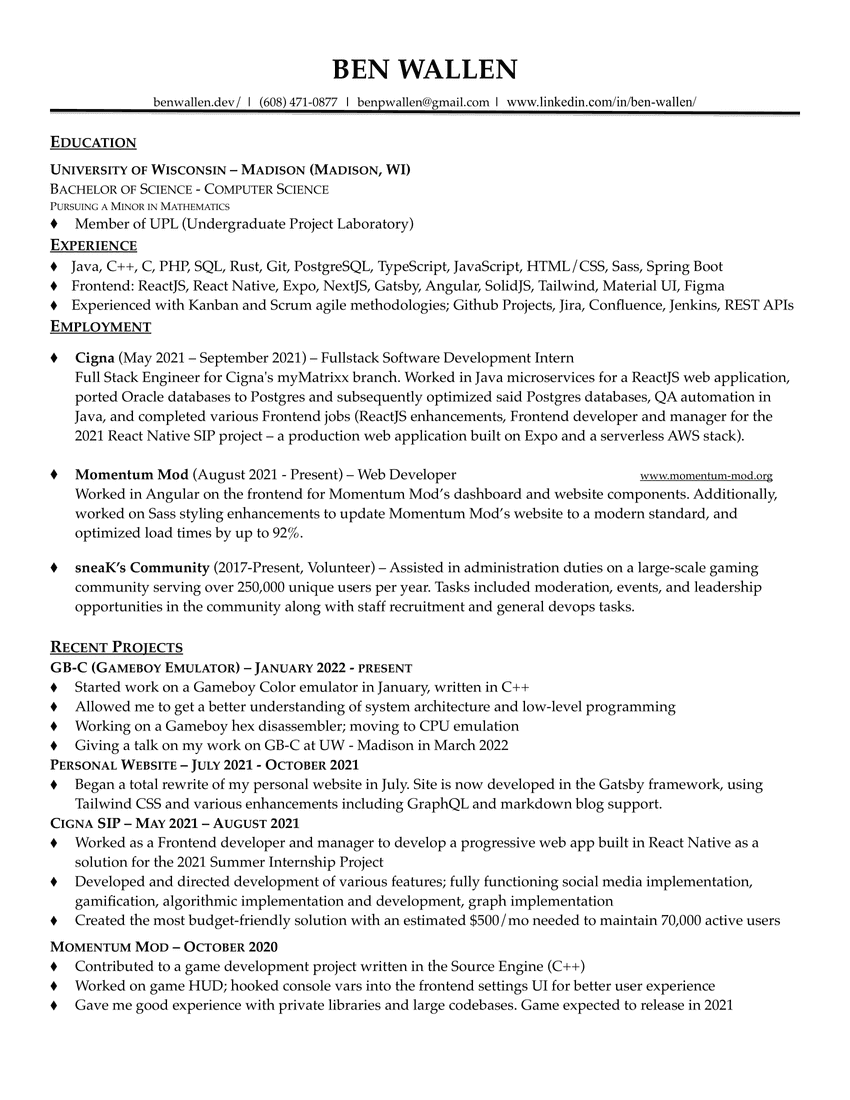 BEN WALLEN
benwallen.dev/ | (608) 471-0877 | benpwallen@gmail.com | www.linkedin.com/in/ben-wallen/
EDUCATION
UNIVERSITY OF WISCONSIN – MADISON (MADISON, WI)
BACHELOR OF SCIENCE - COMPUTER SCIENCE
PURSUING A MINOR IN MATHEMATICS
♦ Member of UPL (Undergraduate Project Laboratory)
EXPERIENCE
♦ Java, C++, C, PHP, SQL, Rust, Git, PostgreSQL, TypeScript, JavaScript, HTML/CSS, Sass, Spring Boot
♦ Frontend: ReactJS, React Native, Expo, NextJS, Gatsby, Angular, SolidJS, Tailwind, Material UI, Figma
♦ Experienced with Kanban and Scrum agile methodologies; Github Projects, Jira, Confluence, Jenkins, REST APIs
EMPLOYMENT
♦ Cigna (May 2021 – September 2021) – Fullstack Software Development Intern
Full Stack Engineer for Cigna's myMatrixx branch. Worked in Java microservices for a ReactJS web application,
ported Oracle databases to Postgres and subsequently optimized said Postgres databases, QA automation in
Java, and completed various Frontend jobs (ReactJS enhancements, Frontend developer and manager for the
2021 React Native SIP project – a production web application built on Expo and a serverless AWS stack).
♦ Momentum Mod (August 2021 - Present) – Web Developer www.momentum-mod.org
Worked in Angular on the frontend for Momentum Mod’s dashboard and website components. Additionally,
worked on Sass styling enhancements to update Momentum Mod’s website to a modern standard, and
optimized load times by up to 92%.
♦ sneaK’s Community (2017-Present, Volunteer) – Assisted in administration duties on a large-scale gaming
community serving over 250,000 unique users per year. Tasks included moderation, events, and leadership
opportunities in the community along with staff recruitment and general devops tasks.
RECENT PROJECTS
GB-C (GAMEBOY EMULATOR) – JANUARY 2022 - PRESENT
♦ Started work on a Gameboy Color emulator in January, written in C++
♦ Allowed me to get a better understanding of system architecture and low-level programming
♦ Working on a Gameboy hex disassembler; moving to CPU emulation
♦ Giving a talk on my work on GB-C at UW - Madison in March 2022
PERSONAL WEBSITE – JULY 2021 - OCTOBER 2021
♦ Began a total rewrite of my personal website in July. Site is now developed in the Gatsby framework, using
Tailwind CSS and various enhancements including GraphQL and markdown blog support.
CIGNA SIP – MAY 2021 – AUGUST 2021
♦ Worked as a Frontend developer and manager to develop a progressive web app built in React Native as a
solution for the 2021 Summer Internship Project
♦ Developed and directed development of various features; fully functioning social media implementation,
gamification, algorithmic implementation and development, graph implementation
♦ Created the most budget-friendly solution with an estimated $500/mo needed to maintain 70,000 active users
MOMENTUM MOD – OCTOBER 2020
♦ Contributed to a game development project written in the Source Engine (C++)
♦ Worked on game HUD; hooked console vars into the frontend settings UI for better user experience
♦ Gave me good experience with private libraries and large codebases. Game expected to release in 2021